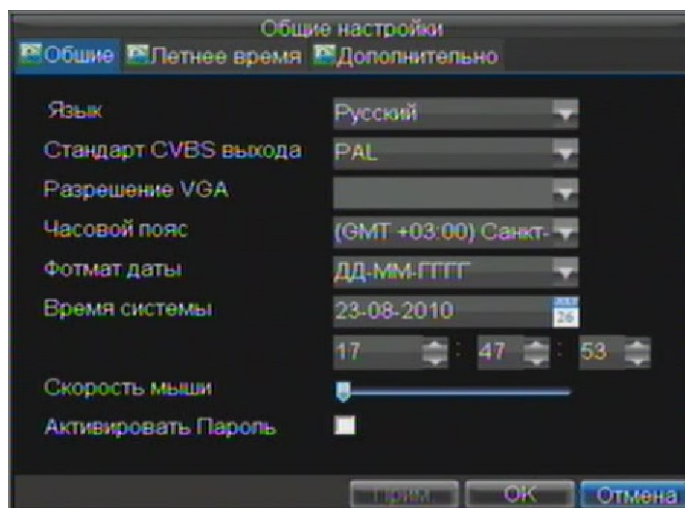 Общие настройки
Обшие Летнее время Дополнительно
Язык Русский
Стандарт CVBS выхода PAL
Разрешение VGA
Часовой пояс (GMT +03:00) Санкт-
Фотмат даты ДД-ММ-ГГГГ
Время системы 23-08-2010 26
17 : 47 : 53
Скорость мыши
Активировать Пароль
Прим. OK Отмена